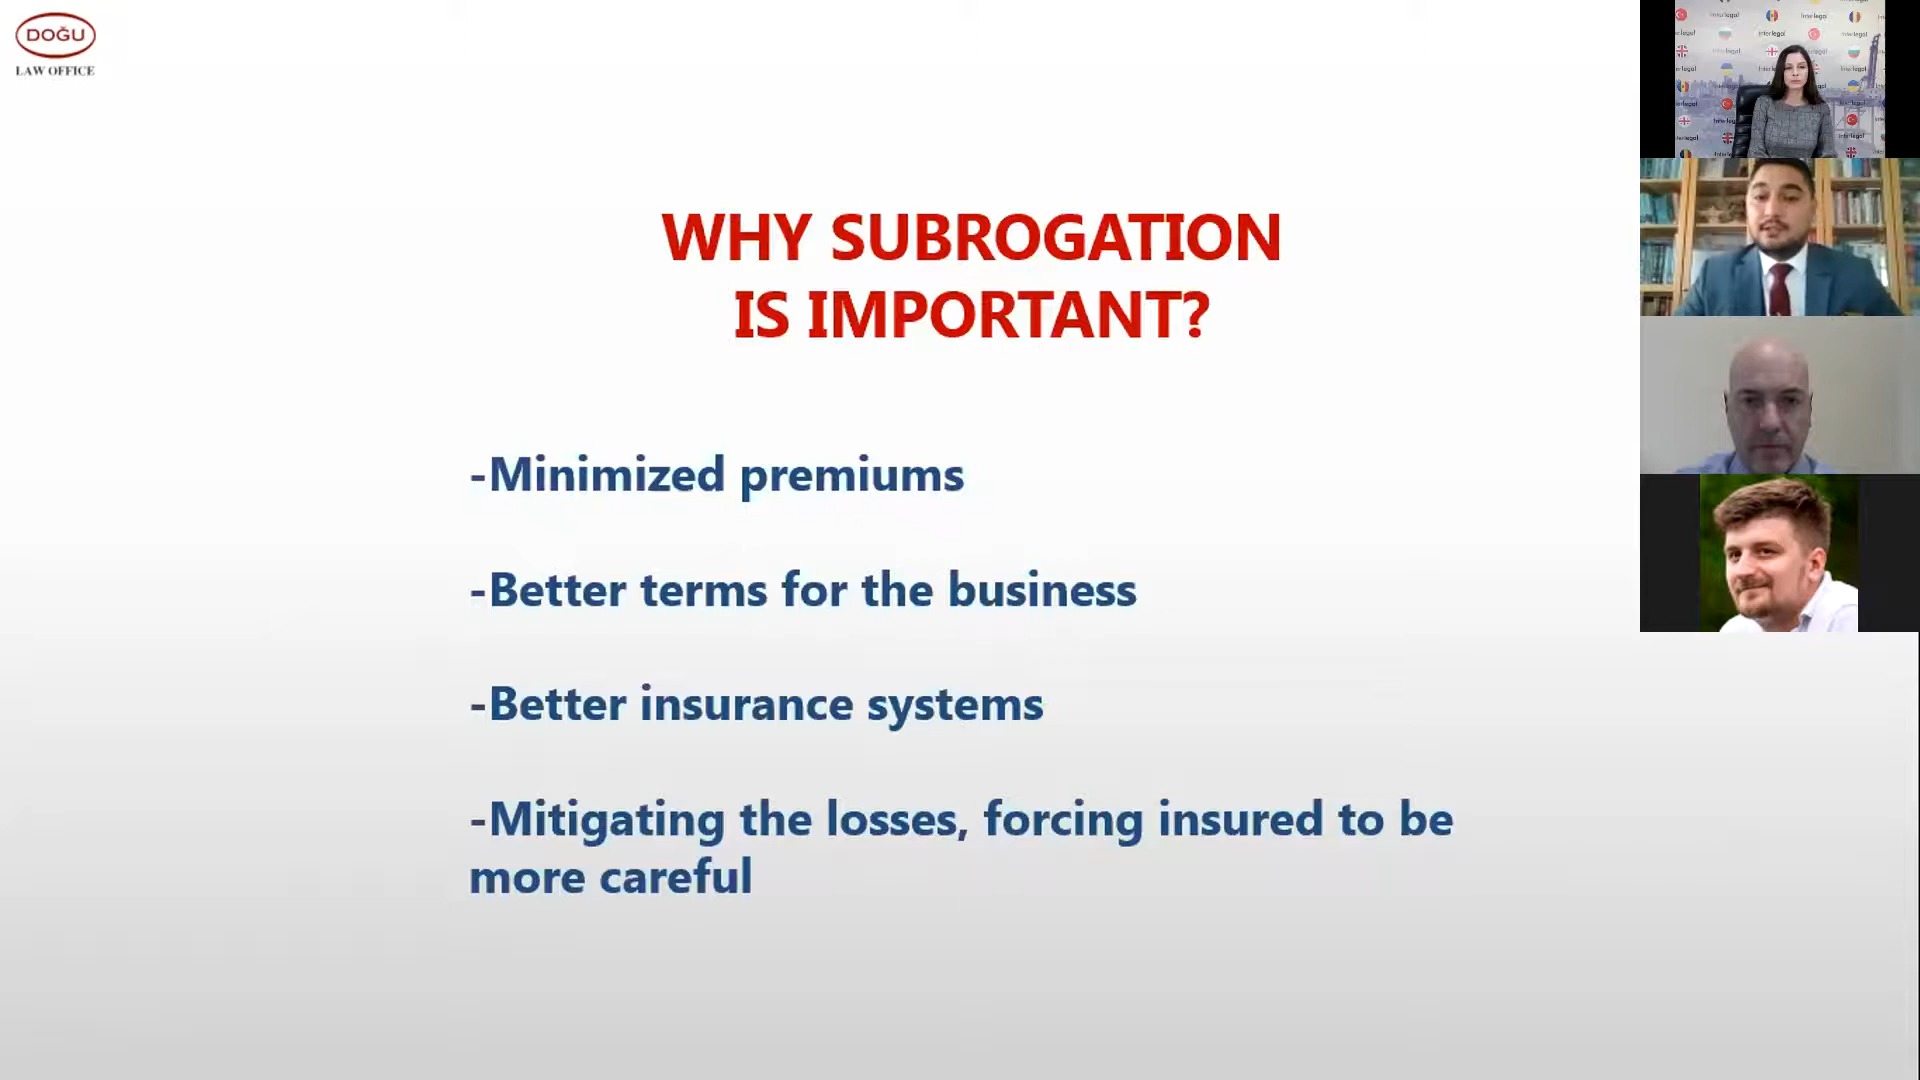 DOĞU
LAW OFFICE
WHY SUBROGATION
IS IMPORTANT?
-Minimized premiums
-Better terms for the business
-Better insurance systems
-Mitigating the losses, forcing insured to be
more careful
Interlegal